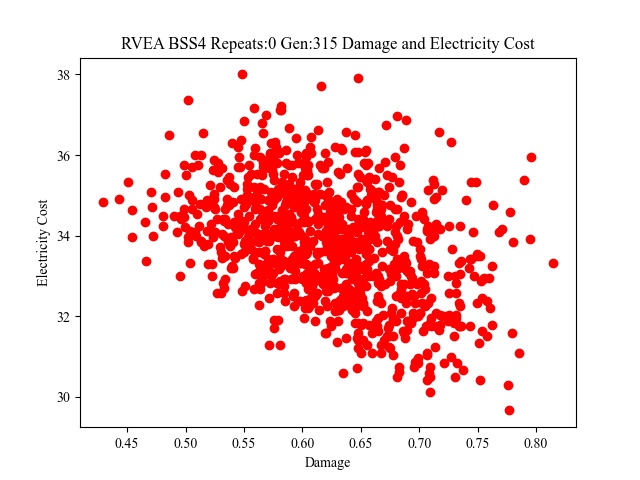 RVEA BSS4 Repeats:0 Gen:315 Damage and Electricity Cost
38
36
34
32
30
Electricity Cost
0.45 0.50 0.55 0.60 0.65 0.70 0.75 0.80
Damage